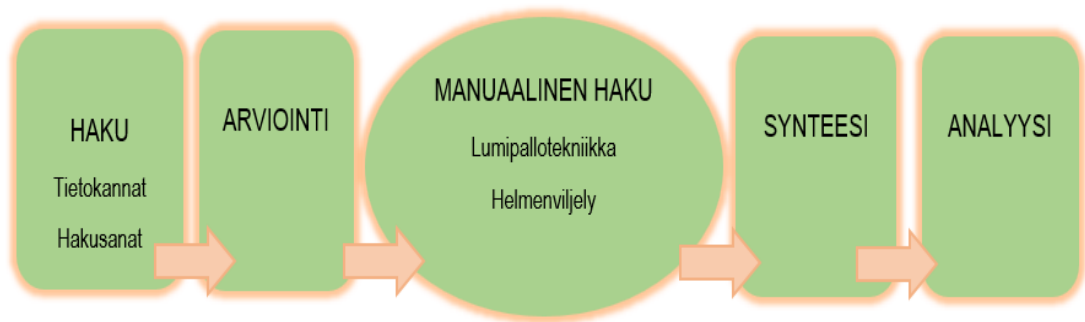 HAKU
Tietokannat
Hakusanat
ARVIOINTI
MANUAALINEN HAKU
Lumipallotekniikka
Helmenviljely
SYNTEESI
ANALYYSI